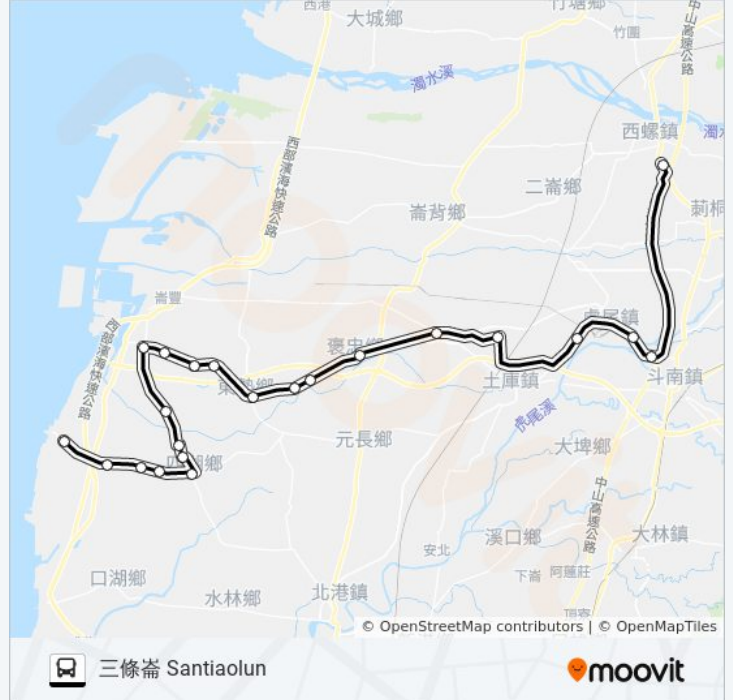 西港
大城鄉
竹塘鄉
竹圍
中山高速公路
濁水溪
西螺鎮
濁水
西部濱海快速公路
二崙鄉
莿桐
崙背鄉
崙豐
虎尾鎮
西部濱海快速公路
褒忠鄉
東勢鄉
土庫鎮
斗南鎮
虎尾溪
元長鄉
大埤鄉
四湖鄉
中山高速公路
溪口鄉
大林鎮
安北
口湖鄉
下崙
阿蓮莊
水林鄉
北港鎮
頂寮
© OpenStreetMap contributors | © OpenMapTiles
三條崙 Santiaolun
moovit